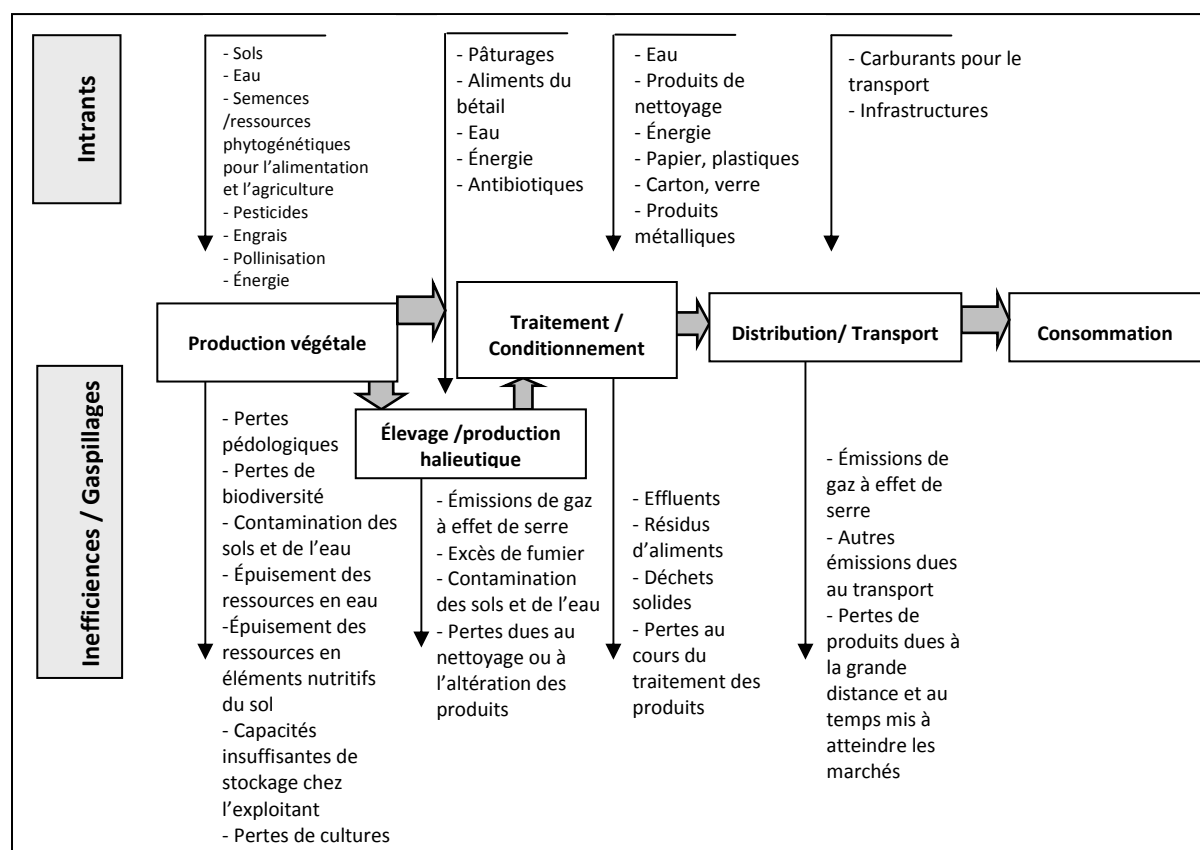 Intrants
- Sols
- Eau
- Semences
/ressources
phytogénétiques
pour l'alimentation
et l'agriculture
- Pesticides
- Engrais
- Pollinisation
- Énergie
- Pâturages
- Aliments du
bétail
- Eau
- Énergie
- Antibiotiques
- Eau
- Produits de
nettoyage
- Énergie
- Papier, plastiques
- Carton, verre
- Produits
métalliques
- Carburants pour le
transport
- Infrastructures
Production végétale
Traitement /
Conditionnement
Distribution/ Transport
Consommation
Élevage /production
halieutique
Inefficiences / Gaspillages
- Pertes
pédologiques
- Pertes de
biodiversité
- Contamination des
sols et de l'eau
- Épuisement des
ressources en eau
-Épuisement des
ressources en
éléments nutritifs
du sol
- Capacités
insuffisantes de
stockage chez
l'exploitant
- Pertes de cultures
- Émissions de gaz
à effet de serre
- Excès de fumier
- Contamination
des sols et de l'eau
- Pertes dues au
nettoyage ou à
l'altération des
produits
- Effluents
- Résidus
d'aliments
- Déchets
solides
- Pertes au
cours du
traitement des
produits
- Émissions de
gaz à effet de
serre
- Autres
émissions dues
au transport
- Pertes de
produits dues à
la grande
distance et au
temps mis à
atteindre les
marchés